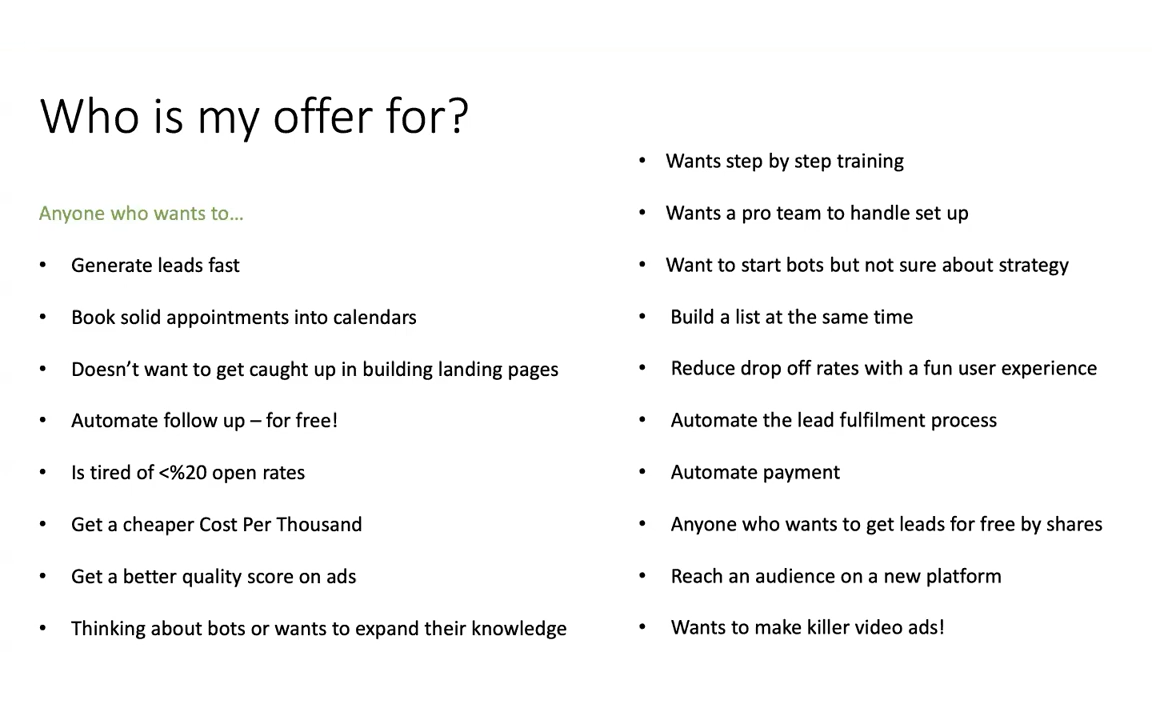 Who is my offer for?
Anyone who wants to…
• Generate leads fast
• Book solid appointments into calendars
• Doesn’t want to get caught up in building landing pages
• Automate follow up – for free!
• Is tired of <%20 open rates
• Get a cheaper Cost Per Thousand
• Get a better quality score on ads
• Thinking about bots or wants to expand their knowledge
• Wants step by step training
• Wants a pro team to handle set up
• Want to start bots but not sure about strategy
• Build a list at the same time
• Reduce drop off rates with a fun user experience
• Automate the lead fulfilment process
• Automate payment
• Anyone who wants to get leads for free by shares
• Reach an audience on a new platform
• Wants to make killer video ads!